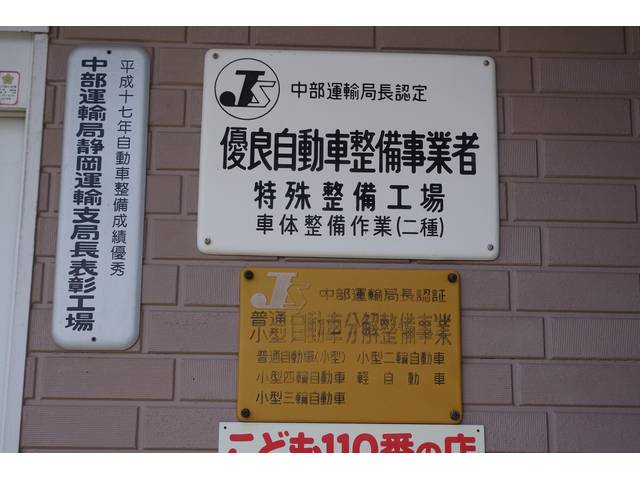 平成十七年自動車整備成績優秀
中部運輸局静岡運輸支局長表彰工場
JS 中部運輸局長認定
優良自動車整備事業者
特殊整備工場
車体整備作業(二種)
JS 中部運輸局長認証
普通
小型 自動車分解整備事業
普通自動車(小型) 小型二輪自動車
小型四輪自動車 軽自動車
小型三輪自動車
こども110番の店